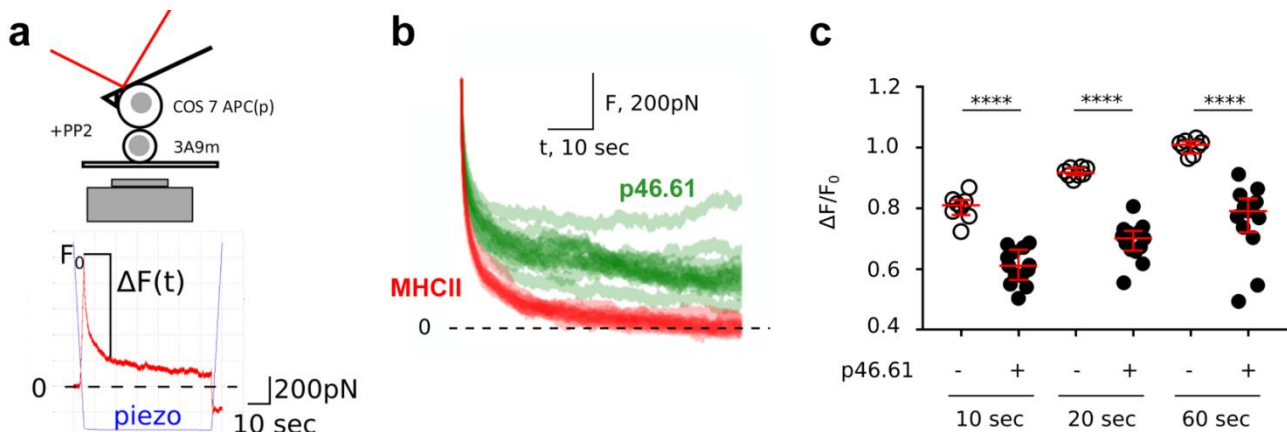 a
COS 7 APC(p)
+PP2
3A9m
F0
ΔF(t)
0
200pN
piezo
10 sec
b
F, 200pN
t, 10 sec
p46.61
MHCII
0
c
**** **** ****
1.2
1.0
0.8
0.6
0.4
ΔF/F0
p46.61 - + - + - +
10 sec 20 sec 60 sec